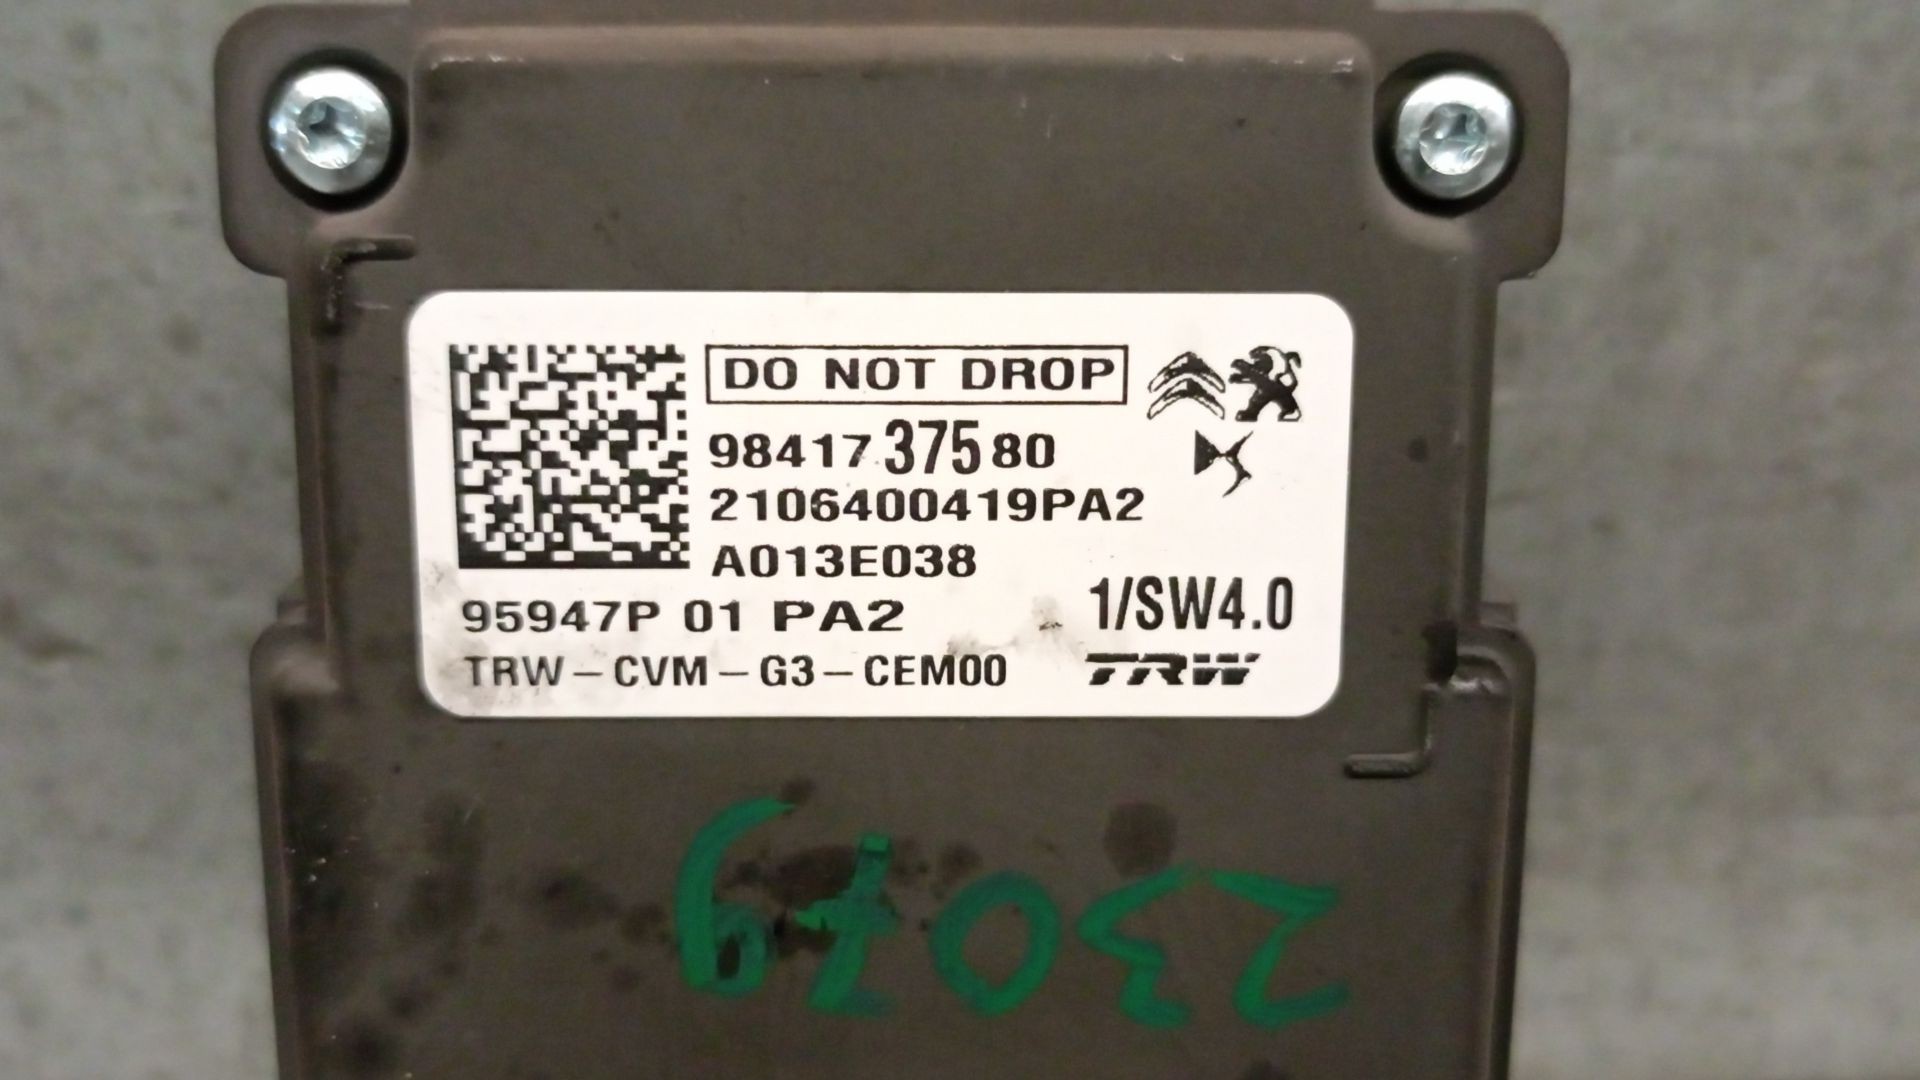 DO NOT DROP
98417 375 80
2106400419PA2
A013E038
95947P 01 PA2
1/SW4.0
TRW-CVM-G3-CEM00
TRW
23079